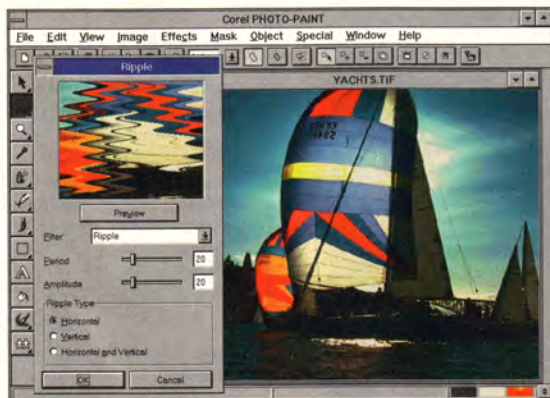 Corel PHOTO-PAINT
File Edit View Image Effects Mask Object Special Window Help
Ripple
YACHTS.TIF
Preview
Filter Ripple
Period 20
Amplitude 20
Ripple Type
Horizontal
Vertical
Horizontal and Vertical
OK Cancel